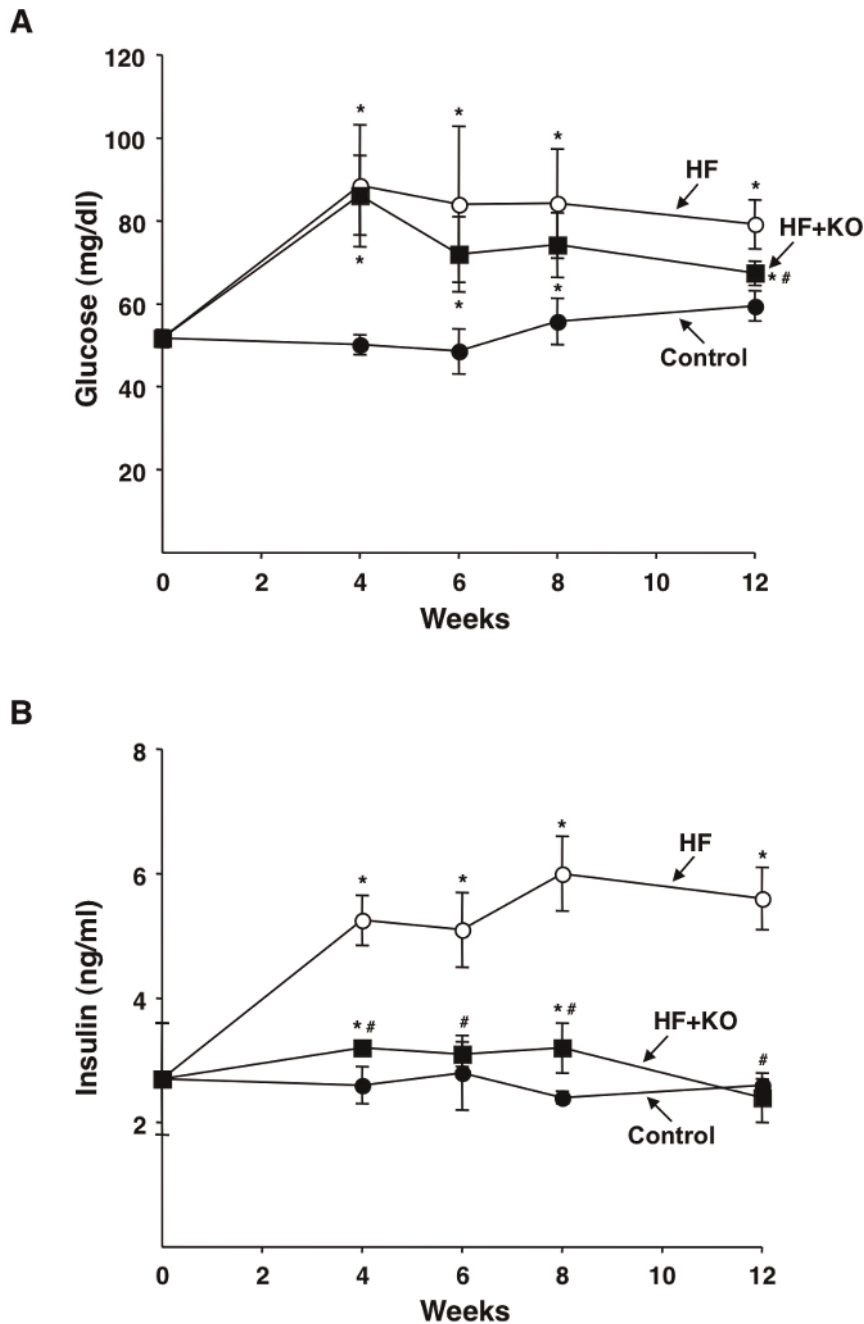 A
120
100
80
60
40
20
Glucose (mg/dl)
* * * *
HF
HF+KO
* #
* * *
Control
0 2 4 6 8 10 12
Weeks
B
8
6
4
2
Insulin (ng/ml)
* * * *
HF
* # # * # #
HF+KO
Control
0 2 4 6 8 10 12
Weeks